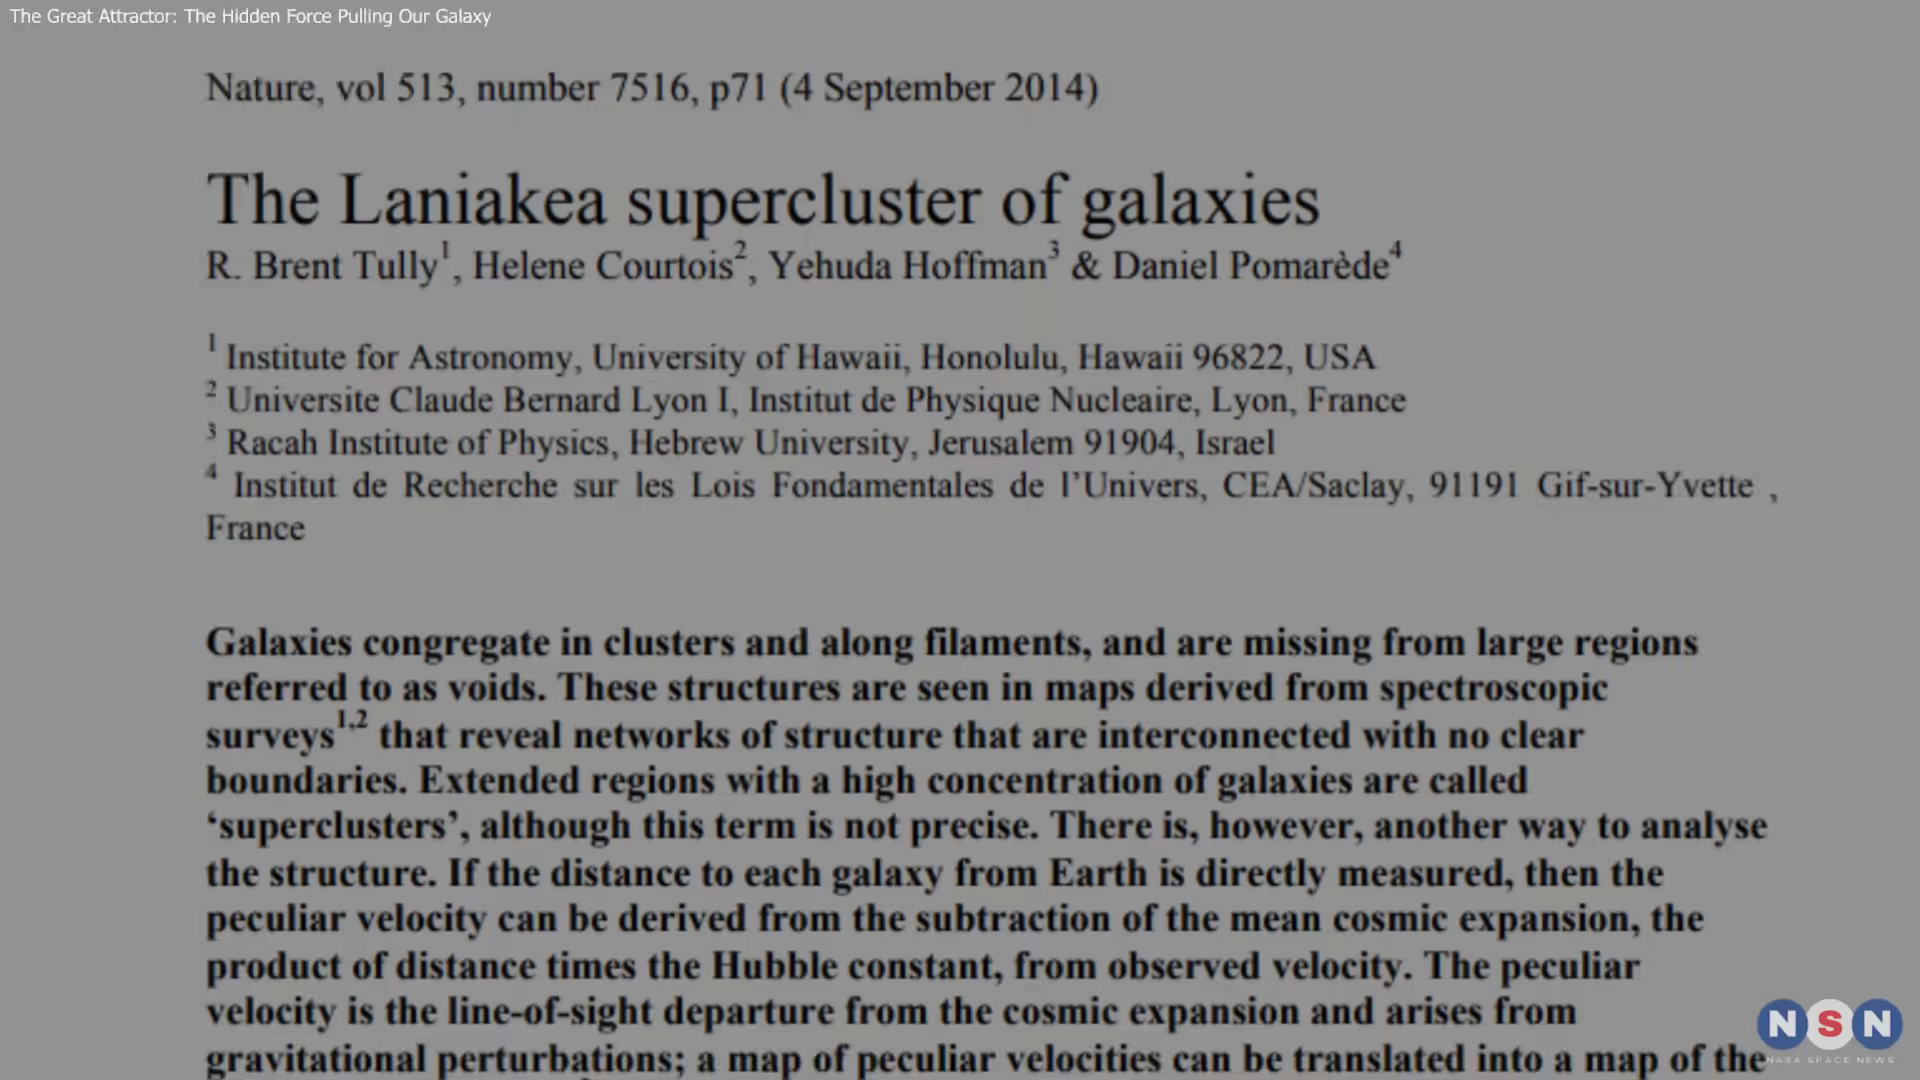 The Great Attractor: The Hidden Force Pulling Our Galaxy
Nature, vol 513, number 7516, p71 (4 September 2014)
The Laniakea supercluster of galaxies
R. Brent Tully1, Helene Courtois2, Yehuda Hoffman3 & Daniel Pomarède4
1 Institute for Astronomy, University of Hawaii, Honolulu, Hawaii 96822, USA
2 Universite Claude Bernard Lyon I, Institut de Physique Nucleaire, Lyon, France
3 Racah Institute of Physics, Hebrew University, Jerusalem 91904, Israel
4 Institut de Recherche sur les Lois Fondamentales de l’Univers, CEA/Saclay, 91191 Gif-sur-Yvette ,
France
Galaxies congregate in clusters and along filaments, and are missing from large regions
referred to as voids. These structures are seen in maps derived from spectroscopic
surveys1,2 that reveal networks of structure that are interconnected with no clear
boundaries. Extended regions with a high concentration of galaxies are called
‘superclusters’, although this term is not precise. There is, however, another way to analyse
the structure. If the distance to each galaxy from Earth is directly measured, then the
peculiar velocity can be derived from the subtraction of the mean cosmic expansion, the
product of distance times the Hubble constant, from observed velocity. The peculiar
velocity is the line-of-sight departure from the cosmic expansion and arises from
gravitational perturbations; a map of peculiar velocities can be translated into a map of the
NSN
NASA SPACE NEWS